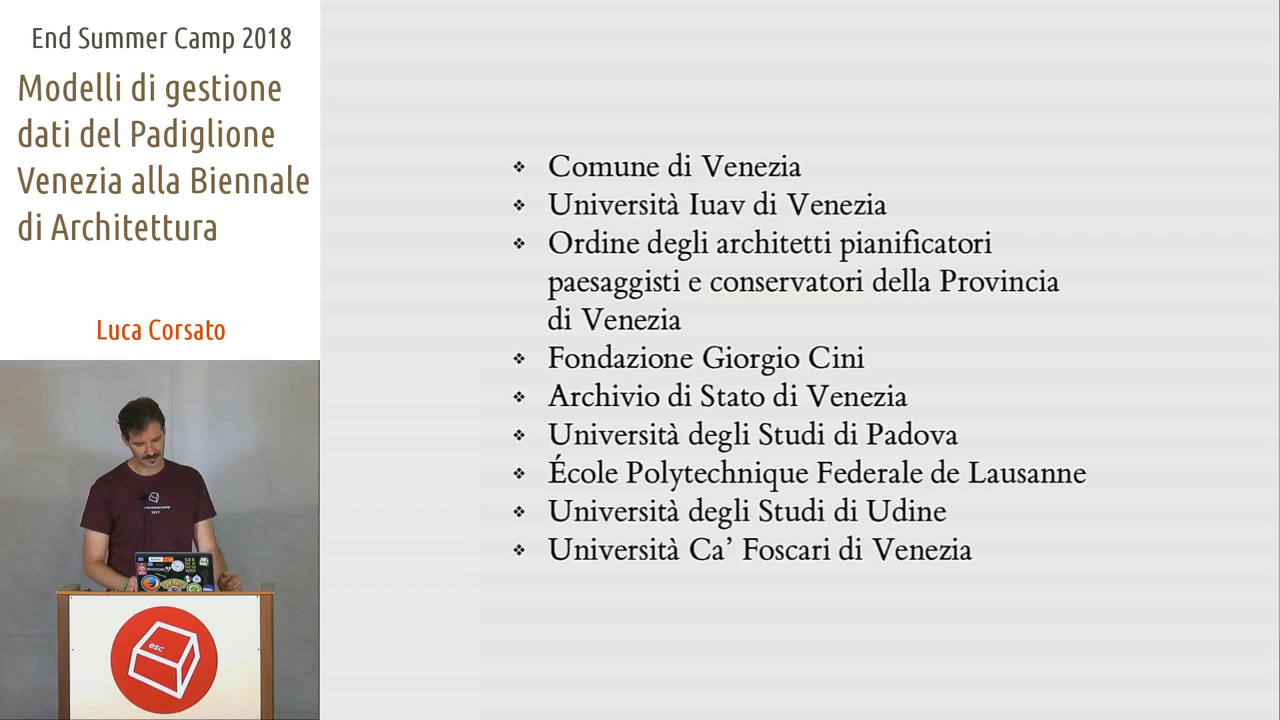 End Summer Camp 2018
Modelli di gestione
dati del Padiglione
Venezia alla Biennale
di Architettura
Luca Corsato
esc
❖ Comune di Venezia
❖ Università Iuav di Venezia
❖ Ordine degli architetti pianificatori
paesaggisti e conservatori della Provincia
di Venezia
❖ Fondazione Giorgio Cini
❖ Archivio di Stato di Venezia
❖ Università degli Studi di Padova
❖ École Polytechnique Federale de Lausanne
❖ Università degli Studi di Udine
❖ Università Ca’ Foscari di Venezia